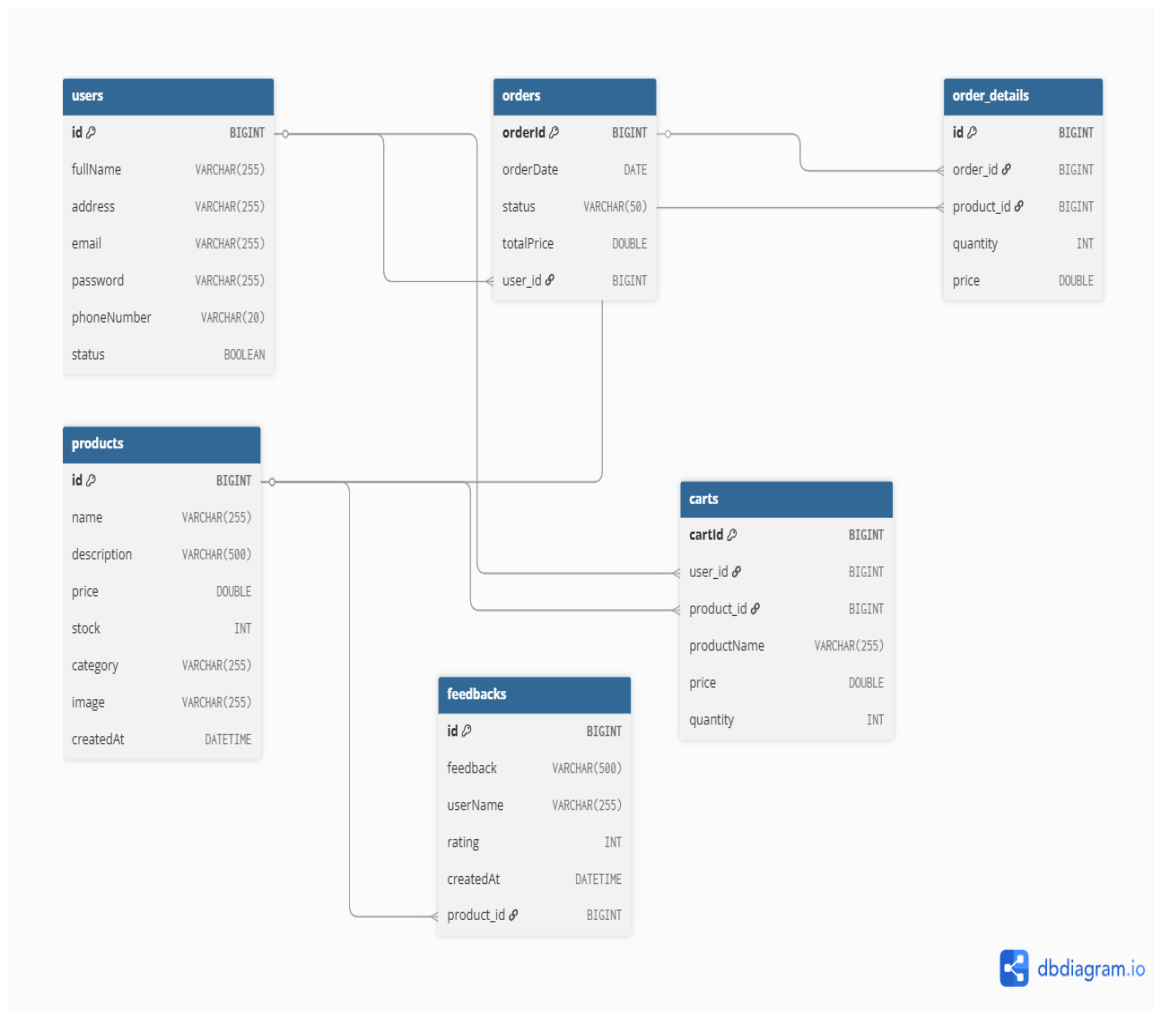 users
id BIGINT
fullName VARCHAR(255)
address VARCHAR(255)
email VARCHAR(255)
password VARCHAR(255)
phoneNumber VARCHAR(20)
status BOOLEAN
orders
orderId BIGINT
orderDate DATE
status VARCHAR(50)
totalPrice DOUBLE
user_id BIGINT
order_details
id BIGINT
order_id BIGINT
product_id BIGINT
quantity INT
price DOUBLE
products
id BIGINT
name VARCHAR(255)
description VARCHAR(500)
price DOUBLE
stock INT
category VARCHAR(255)
image VARCHAR(255)
createdAt DATETIME
carts
cartId BIGINT
user_id BIGINT
product_id BIGINT
productName VARCHAR(255)
price DOUBLE
quantity INT
feedbacks
id BIGINT
feedback VARCHAR(500)
userName VARCHAR(255)
rating INT
createdAt DATETIME
product_id BIGINT
dbdiagram.io